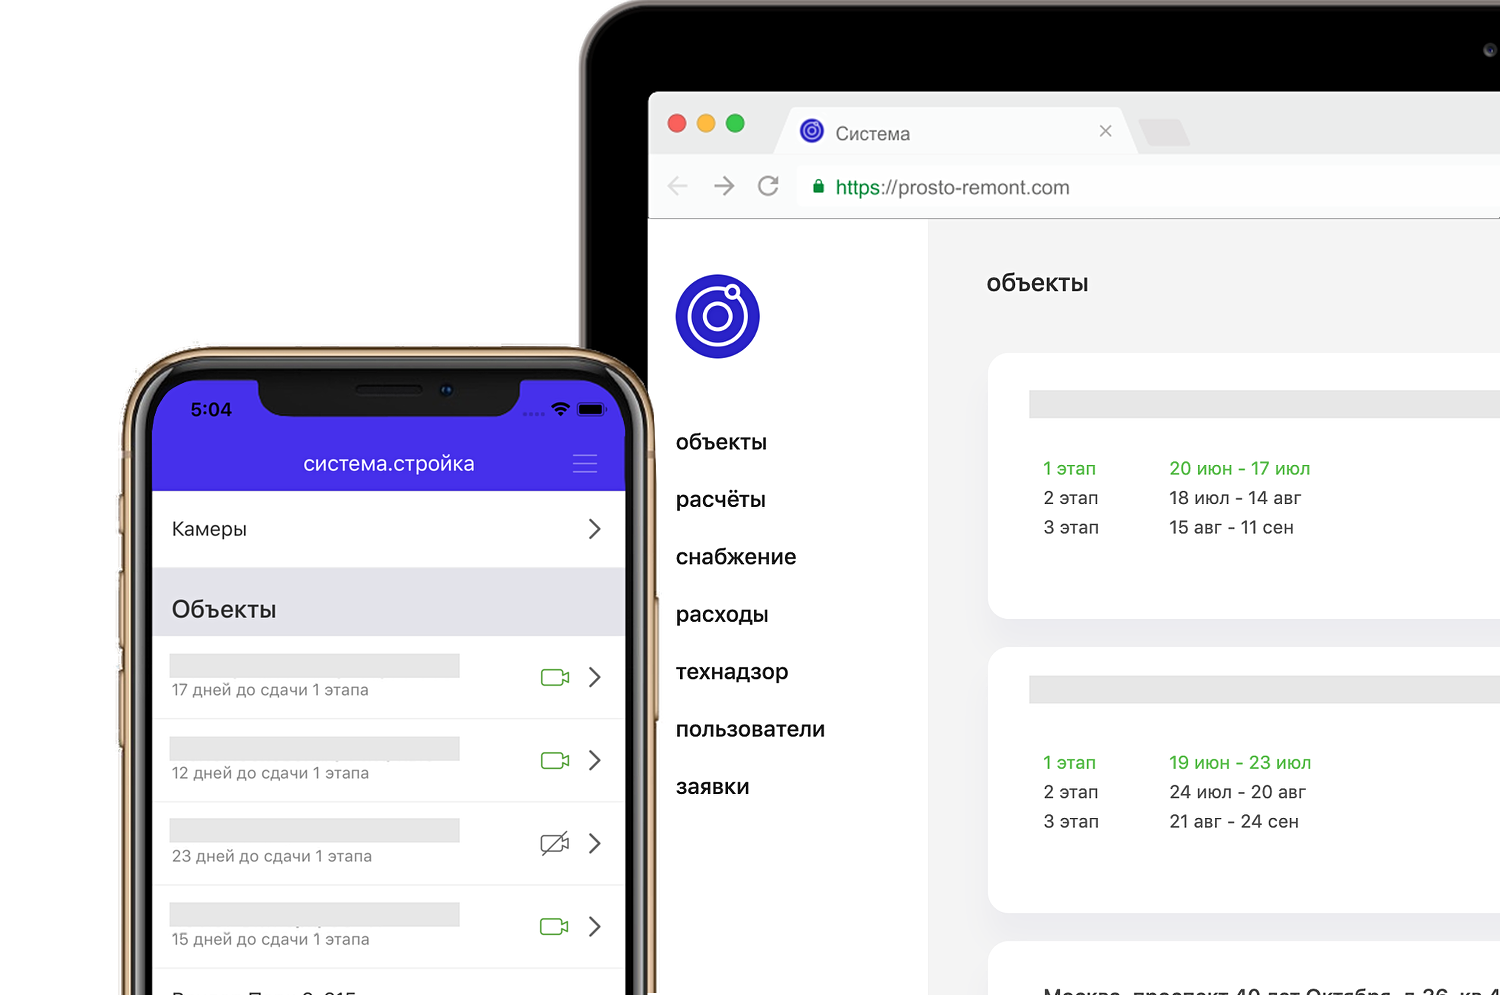 Система
https://prosto-remont.com
объекты
расчёты
снабжение
расходы
технадзор
пользователи
заявки
объекты
1 этап 20 июн - 17 июл
2 этап 18 июл - 14 авг
3 этап 15 авг - 11 сен
1 этап 19 июн - 23 июл
2 этап 24 июл - 20 авг
3 этап 21 авг - 24 сен
5:04
система.стройка
Камеры
Объекты
17 дней до сдачи 1 этапа
12 дней до сдачи 1 этапа
23 дней до сдачи 1 этапа
15 дней до сдачи 1 этапа